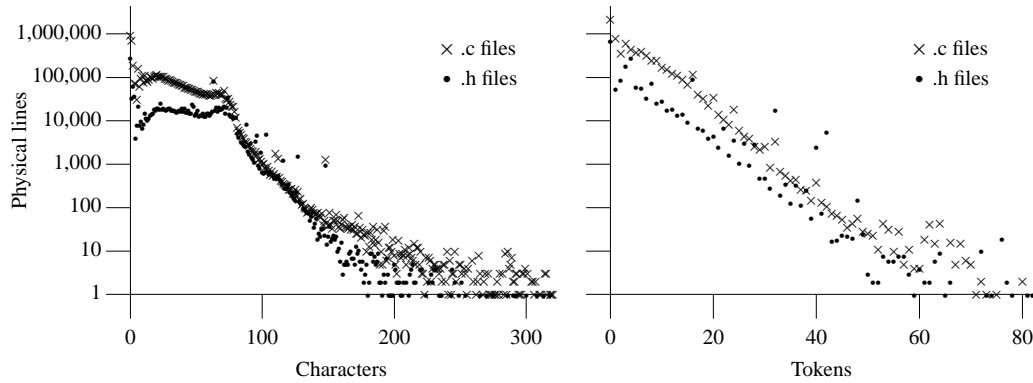 1,000,000
100,000
10,000
1,000
100
10
1
Physical lines
× .c files
• .h files
0 100 200 300
Characters
× .c files
• .h files
0 20 40 60 80
Tokens